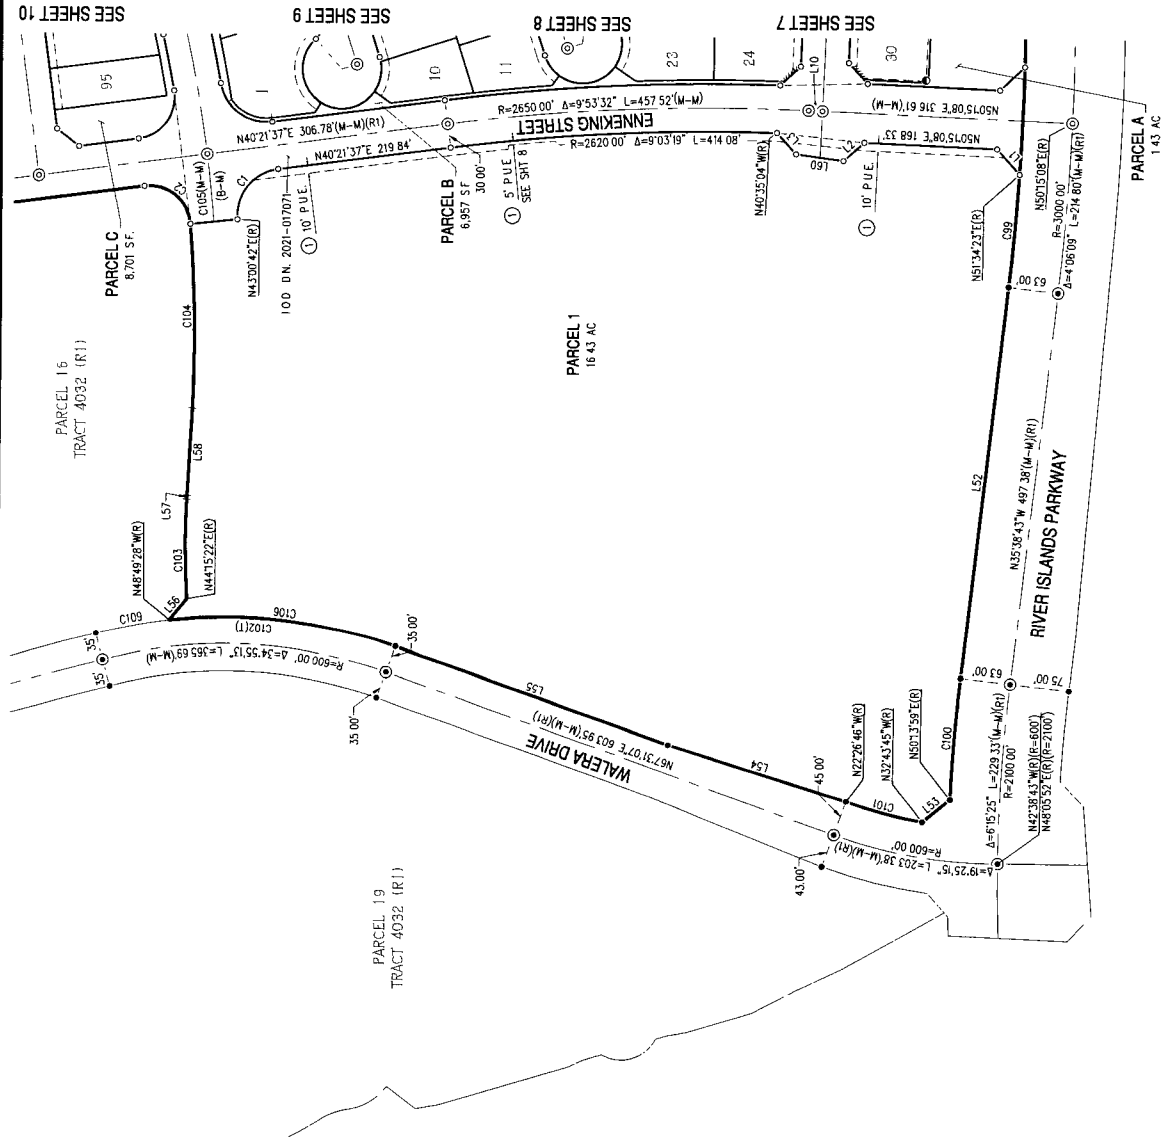 SEE SHEET 10
SEE SHEET 9
SEE SHEET 8
SEE SHEET 7
95
1
10
11
23
24
30
L10
R=2650 00' Δ=9°53'32" L=457 52'(M-M)
N50°15'08"E 316 61'(M-M)
N40°21'37"E 306.78'(M-M)(R1)
ENNEKING STREET
R=2620 00' Δ=9°03'19" L=414 08'
N50°15'08"E 168 33'
N40°21'37"E 219 84'
C105(M-M)
(B-M)
C1
30 00'
1 5' P U E
SEE SHT 8
1 10' P U.E
IOD DN. 2021-017071
N43°00'42"E(R)
PARCEL C
8,701 S.F.
PARCEL B
6,957 S F
N40°35'04"W(R)
L60
L2
1 10' P U E
L1
N51°34'23"E(R)
C99
N50°15'08"E(R)
R=3000 00'
Δ=4°06'09" L=214 80'(M-M)(R1)
63 00'
PARCEL A
1 43 AC
C104
PARCEL 16
TRACT 4032 (R1)
PARCEL 1
16 43 AC
L58
L57
C103
N48°49'28"W(R)
N44°15'22"E(R)
L56
C109
C106
C102(T)
R=600 00' Δ=34°55'13" L=365 69'(M-M)
35'
35'
35 00'
35 00'
L55
N67°31'07"E 603 95'(M-M)(R1)
WALERA DRIVE
L54
45 00'
43.00'
N22°26'46"W(R)
N32°43'45"W(R)
N50°13'59"E(R)
C101
L53
C100
L52
N35°38'43"W 497 38'(M-M)(R1)
RIVER ISLANDS PARKWAY
63 00'
75 00'
Δ=6°15'25" L=229 33'(M-M)(R1)
R=2100 00'
N42°38'43"W(R)(R=600')
N48°05'52"E(R)(R=2100')
R=600 00'
Δ=19°25'15" L=203 38'(M-M)(R1)
PARCEL 19
TRACT 4032 (R1)